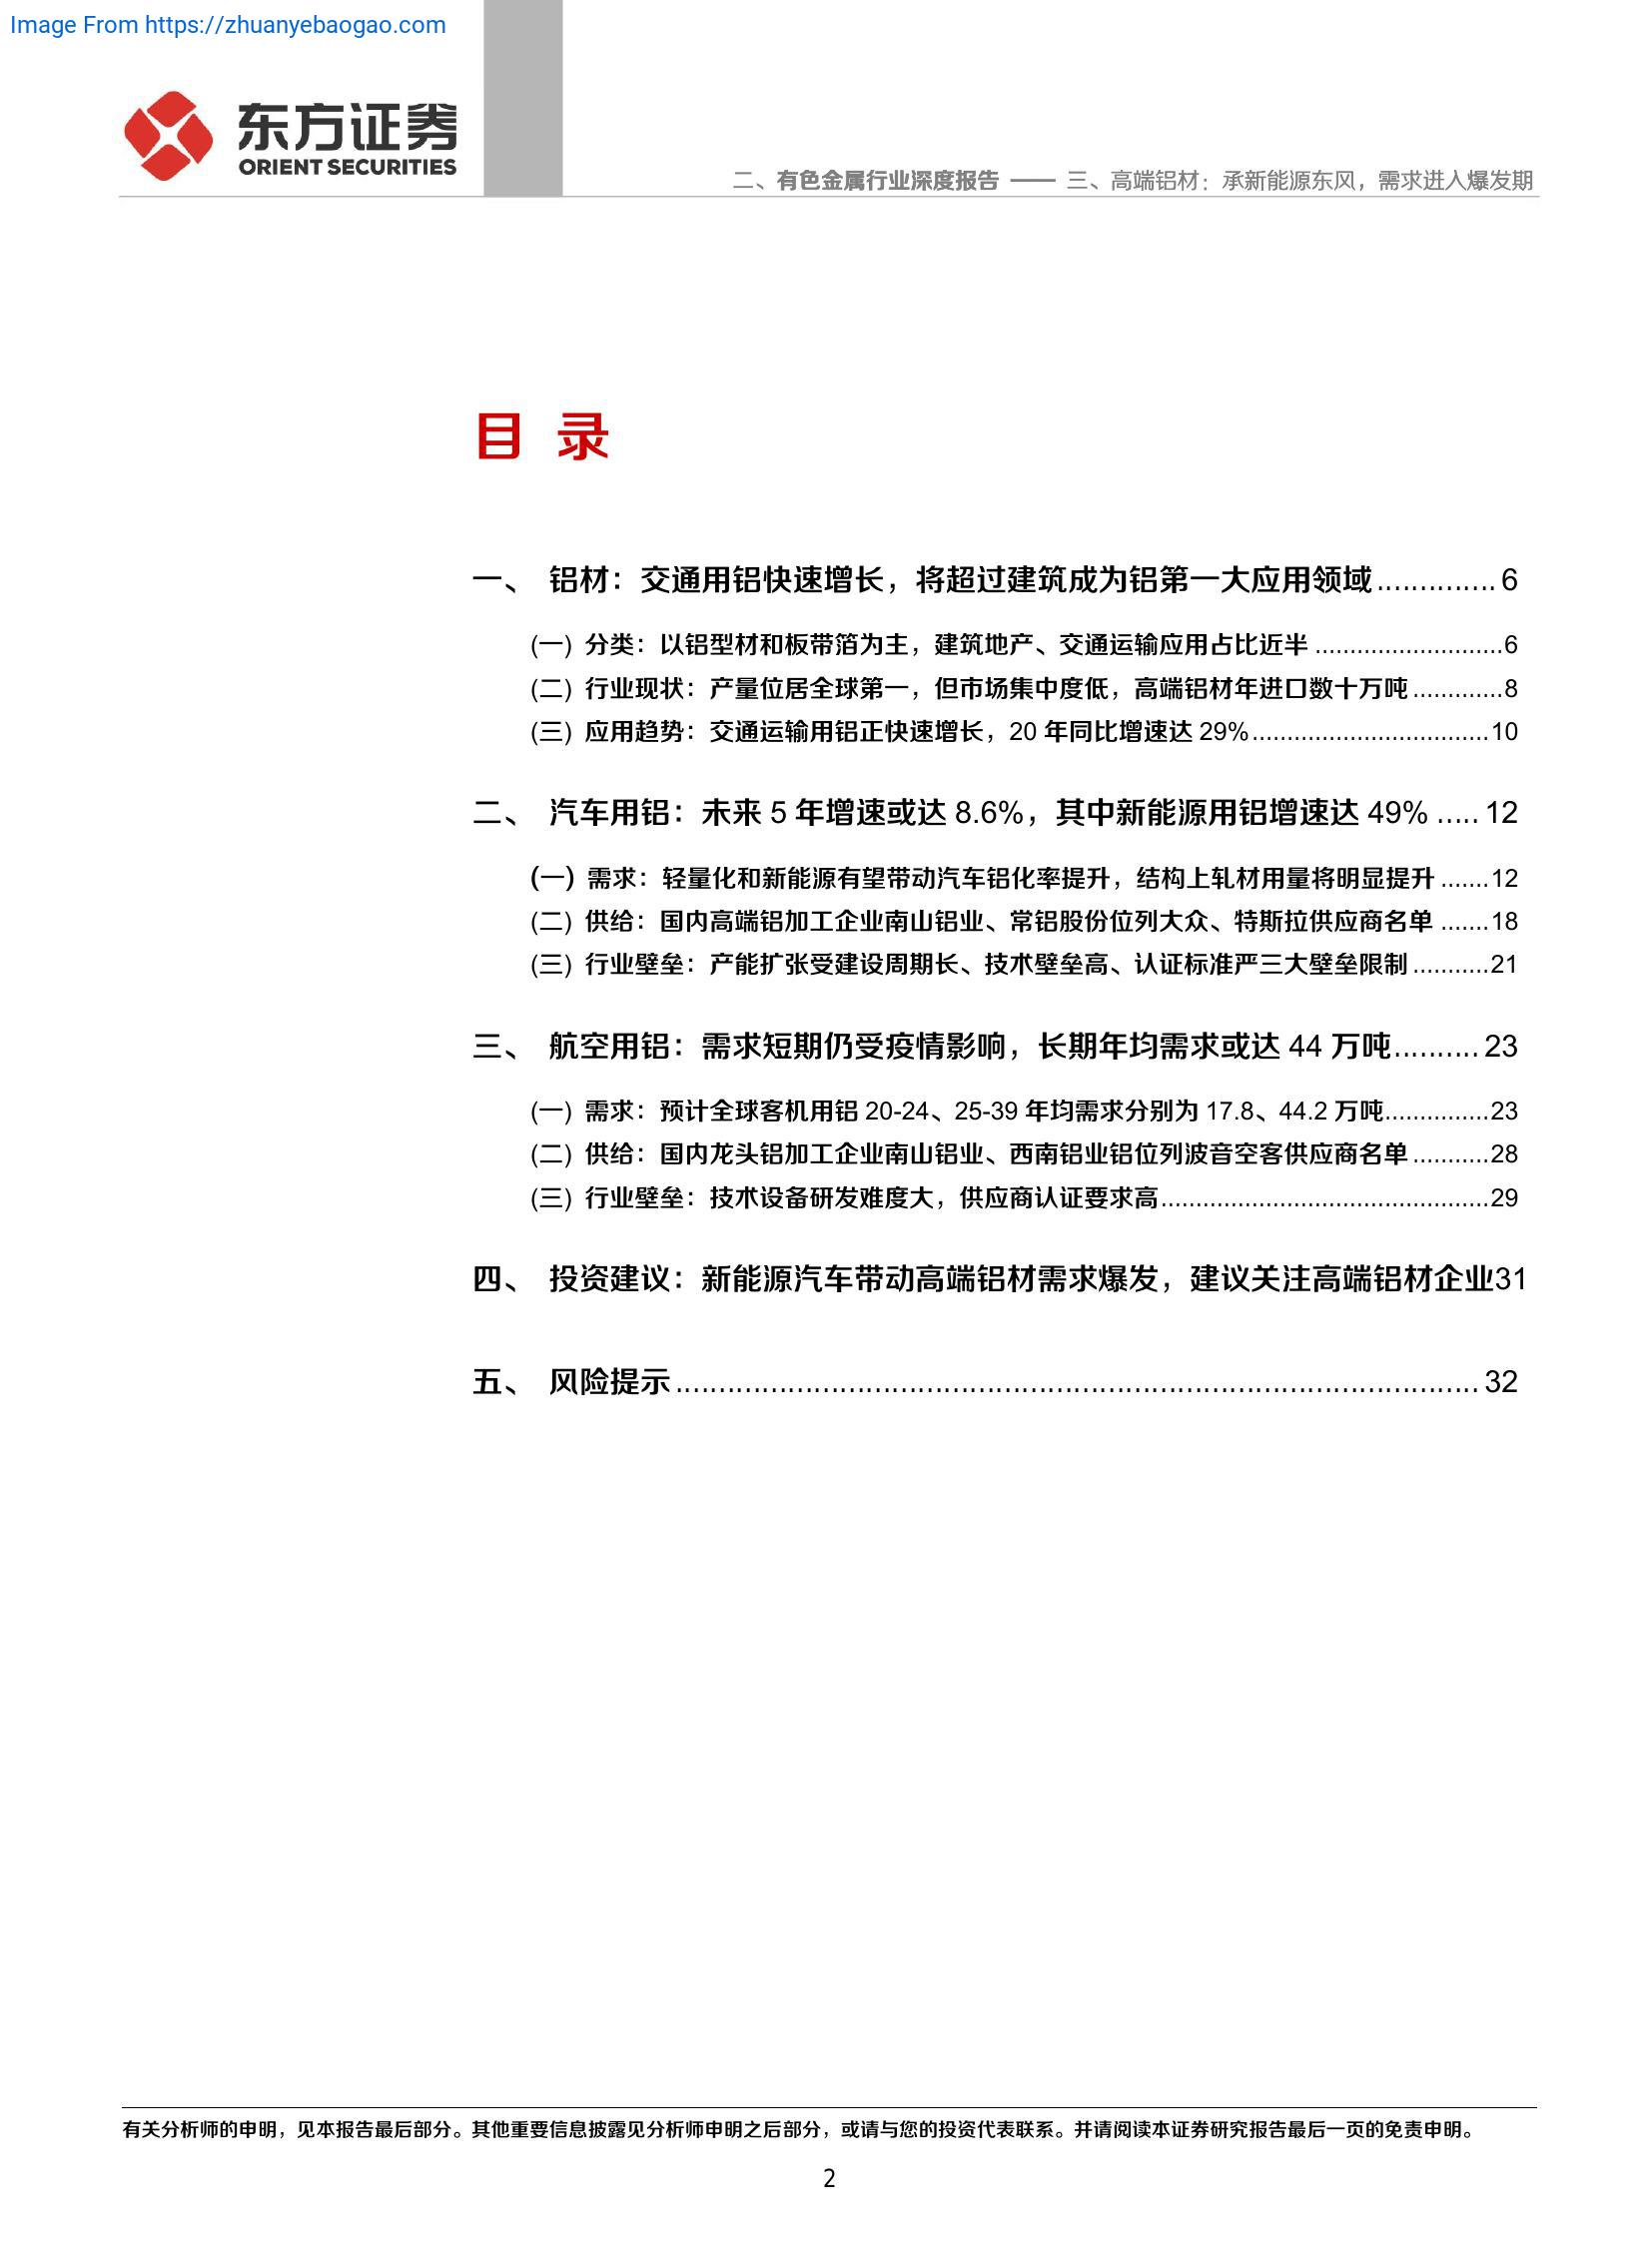 Image From https://zhuanyebaogao.com
东方证券
ORIENT SECURITIES
二、有色金属行业深度报告 —— 三、高端铝材：承新能源东风，需求进入爆发期
目 录
一、 铝材：交通用铝快速增长，将超过建筑成为铝第一大应用领域.............6
(一) 分类：以铝型材和板带箔为主，建筑地产、交通运输应用占比近半...........................6
(二) 行业现状：产量位居全球第一，但市场集中度低，高端铝材年进口数十万吨.............8
(三) 应用趋势：交通运输用铝正快速增长，20 年同比增速达 29%..................................10
二、 汽车用铝：未来 5 年增速或达 8.6%，其中新能源用铝增速达 49%.....12
(一) 需求：轻量化和新能源有望带动汽车铝化率提升，结构上轧材用量将明显提升.......12
(二) 供给：国内高端铝加工企业南山铝业、常铝股份位列大众、特斯拉供应商名单.......18
(三) 行业壁垒：产能扩张受建设周期长、技术壁垒高、认证标准严三大壁垒限制...........21
三、 航空用铝：需求短期仍受疫情影响，长期年均需求或达 44 万吨..........23
(一) 需求：预计全球客机用铝 20-24、25-39 年均需求分别为 17.8、44.2 万吨...............23
(二) 供给：国内龙头铝加工企业南山铝业、西南铝业铝位列波音空客供应商名单...........28
(三) 行业壁垒：技术设备研发难度大，供应商认证要求高...............................................29
四、 投资建议：新能源汽车带动高端铝材需求爆发，建议关注高端铝材企业31
五、 风险提示......................................................................................32
有关分析师的申明，见本报告最后部分。其他重要信息披露见分析师申明之后部分，或请与您的投资代表联系。并请阅读本证券研究报告最后一页的免责申明。
2